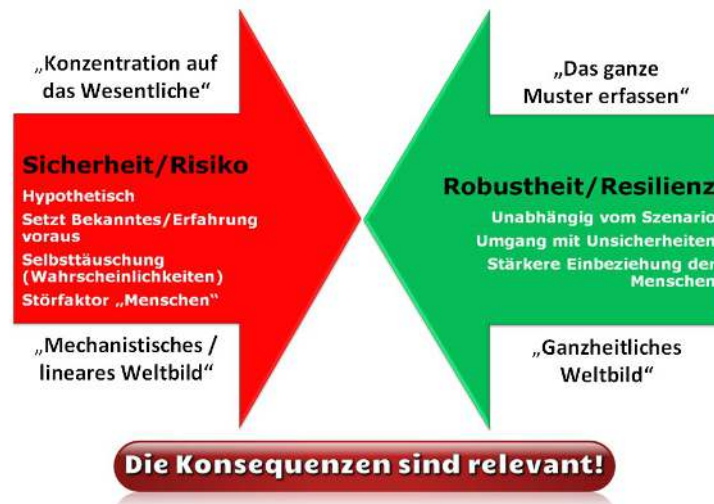 „Konzentration auf
das Wesentliche“
Sicherheit/Risiko
Hypothetisch
Setzt Bekanntes/Erfahrung
voraus
Selbsttäuschung
(Wahrscheinlichkeiten)
Störfaktor „Menschen“
„Mechanistisches /
lineares Weltbild“
„Das ganze
Muster erfassen“
Robustheit/Resilienz
Unabhängig vom Szenario
Umgang mit Unsicherheiten
Stärkere Einbeziehung der
Menschen
„Ganzheitliches
Weltbild“
Die Konsequenzen sind relevant!